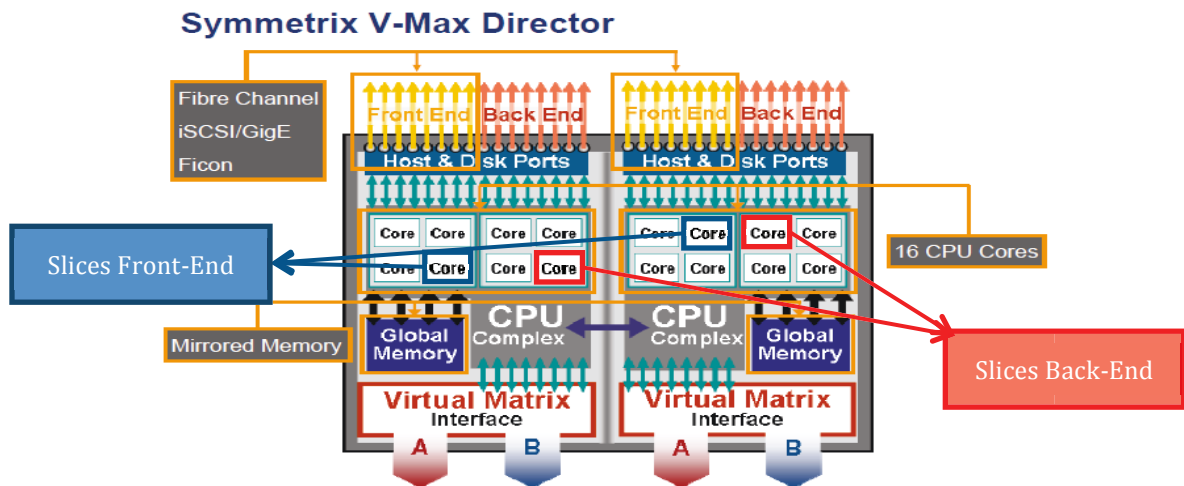 Symmetrix V-Max Director
Fibre Channel
iSCSI/GigE
Ficon
Front End Back End
Front End Back End
Host & Disk Ports
Host & Disk Ports
Core Core Core Core
Core Core Core Core
Core Core Core Core
Core Core Core Core
Slices Front-End
16 CPU Cores
Mirrored Memory
Global
Memory
CPU
Complex
CPU
Complex
Global
Memory
Slices Back-End
Virtual Matrix
Interface
Virtual Matrix
Interface
A B
A B